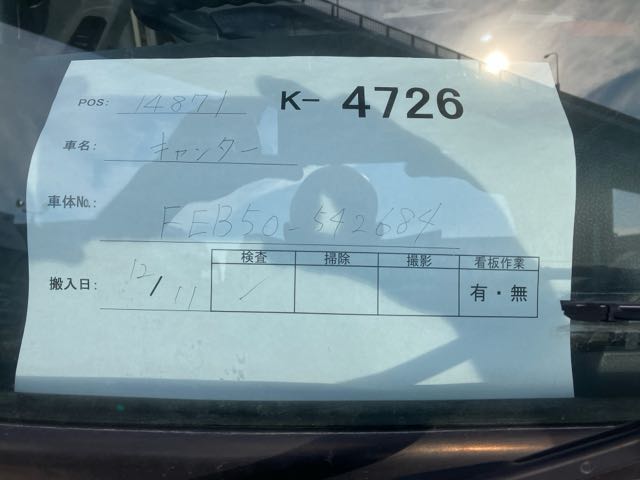 POS: 14871 K- 4726
車名: キャンター
車体No.: FEB50-542684
検査 掃除 撮影 看板作業
搬入日: 12/11 / 有・無